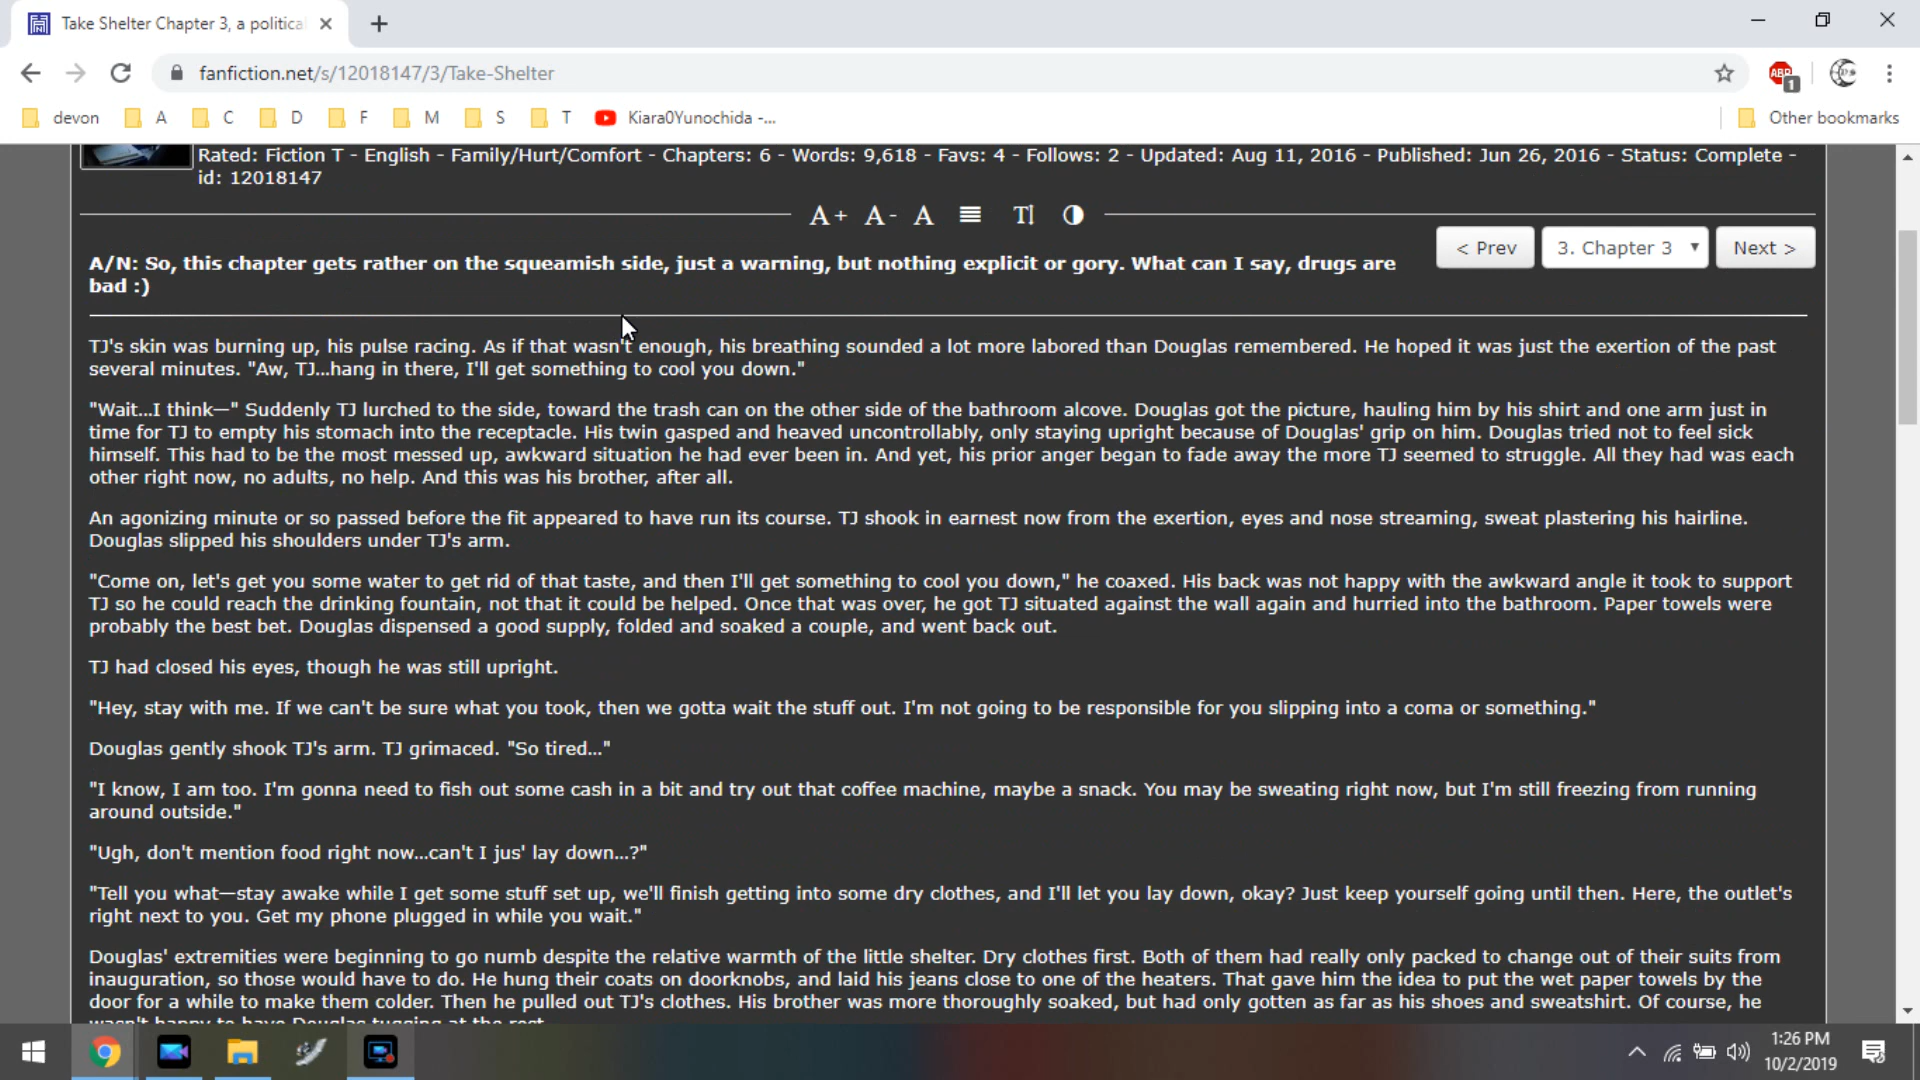 Take Shelter Chapter 3, a politica
fanfiction.net/s/12018147/3/Take-Shelter
ABP
1
devon
A
C
D
F
M
S
T
Kiara0Yunochida -...
Other bookmarks
Rated: Fiction T - English - Family/Hurt/Comfort - Chapters: 6 - Words: 9,618 - Favs: 4 - Follows: 2 - Updated: Aug 11, 2016 - Published: Jun 26, 2016 - Status: Complete -
id: 12018147
A+ A- A
A/N: So, this chapter gets rather on the squeamish side, just a warning, but nothing explicit or gory. What can I say, drugs are
bad :)
< Prev
3. Chapter 3
Next >
TJ's skin was burning up, his pulse racing. As if that wasn't enough, his breathing sounded a lot more labored than Douglas remembered. He hoped it was just the exertion of the past
several minutes. "Aw, TJ...hang in there, I'll get something to cool you down."
"Wait...I think—" Suddenly TJ lurched to the side, toward the trash can on the other side of the bathroom alcove. Douglas got the picture, hauling him by his shirt and one arm just in
time for TJ to empty his stomach into the receptacle. His twin gasped and heaved uncontrollably, only staying upright because of Douglas' grip on him. Douglas tried not to feel sick
himself. This had to be the most messed up, awkward situation he had ever been in. And yet, his prior anger began to fade away the more TJ seemed to struggle. All they had was each
other right now, no adults, no help. And this was his brother, after all.
An agonizing minute or so passed before the fit appeared to have run its course. TJ shook in earnest now from the exertion, eyes and nose streaming, sweat plastering his hairline.
Douglas slipped his shoulders under TJ's arm.
"Come on, let's get you some water to get rid of that taste, and then I'll get something to cool you down," he coaxed. His back was not happy with the awkward angle it took to support
TJ so he could reach the drinking fountain, not that it could be helped. Once that was over, he got TJ situated against the wall again and hurried into the bathroom. Paper towels were
probably the best bet. Douglas dispensed a good supply, folded and soaked a couple, and went back out.
TJ had closed his eyes, though he was still upright.
"Hey, stay with me. If we can't be sure what you took, then we gotta wait the stuff out. I'm not going to be responsible for you slipping into a coma or something."
Douglas gently shook TJ's arm. TJ grimaced. "So tired..."
"I know, I am too. I'm gonna need to fish out some cash in a bit and try out that coffee machine, maybe a snack. You may be sweating right now, but I'm still freezing from running
around outside."
"Ugh, don't mention food right now...can't I jus' lay down...?"
"Tell you what—stay awake while I get some stuff set up, we'll finish getting into some dry clothes, and I'll let you lay down, okay? Just keep yourself going until then. Here, the outlet's
right next to you. Get my phone plugged in while you wait."
Douglas' extremities were beginning to go numb despite the relative warmth of the little shelter. Dry clothes first. Both of them had really only packed to change out of their suits from
inauguration, so those would have to do. He hung their coats on doorknobs, and laid his jeans close to one of the heaters. That gave him the idea to put the wet paper towels by the
door for a while to make them colder. Then he pulled out TJ's clothes. His brother was more thoroughly soaked, but had only gotten as far as his shoes and sweatshirt. Of course, he
wasn't happy to have Douglas tugging at the rest.
1:26 PM
10/2/2019